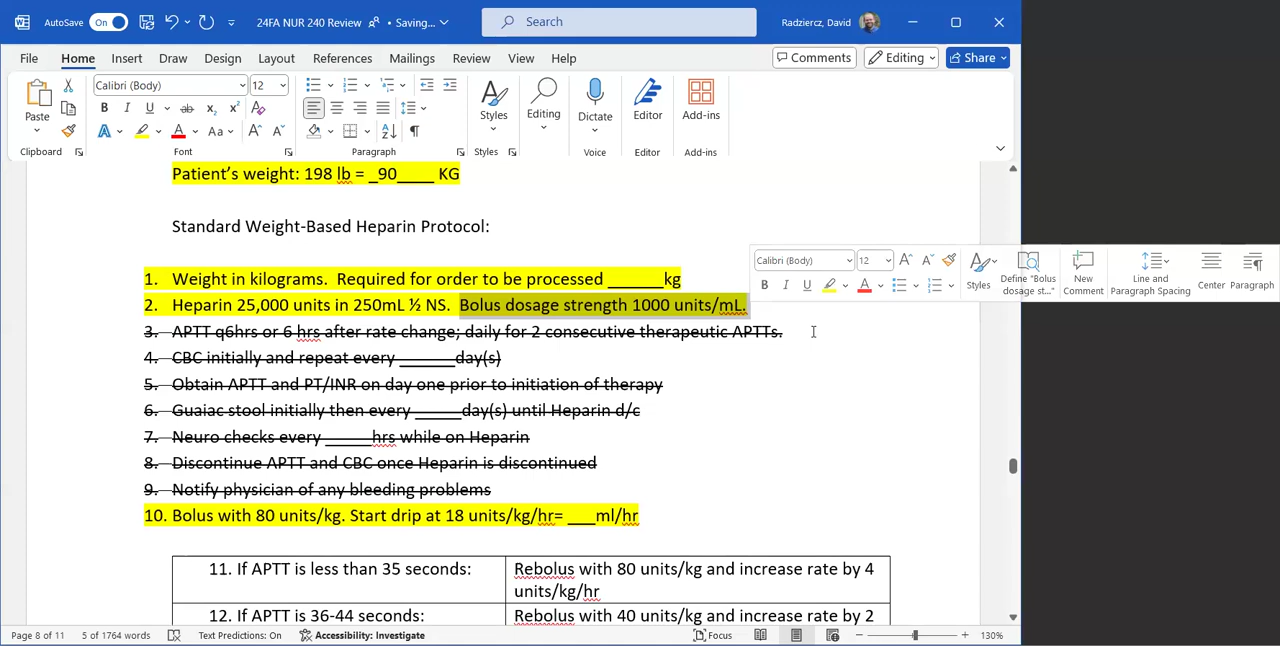 AutoSave On 24FA NUR 240 Review • Saving... Search Radziercz, David
File Home Insert Draw Design Layout References Mailings Review View Help Comments Editing Share
Paste Calibri (Body) 12 Styles Editing Dictate Editor Add-ins
Clipboard Font Paragraph Styles Voice Editor Add-ins
Patient's weight: 198 lb = _90____ KG
Standard Weight-Based Heparin Protocol:
1. Weight in kilograms. Required for order to be processed ______kg
2. Heparin 25,000 units in 250mL ½ NS. Bolus dosage strength 1000 units/mL.
3. APTT q6hrs or 6 hrs after rate change; daily for 2 consecutive therapeutic APTTs.
4. CBC initially and repeat every ______day(s)
5. Obtain APTT and PT/INR on day one prior to initiation of therapy
6. Guaiac stool initially then every _____day(s) until Heparin d/c
7. Neuro checks every _____hrs while on Heparin
8. Discontinue APTT and CBC once Heparin is discontinued
9. Notify physician of any bleeding problems
10. Bolus with 80 units/kg. Start drip at 18 units/kg/hr= ___ml/hr
11. If APTT is less than 35 seconds: Rebolus with 80 units/kg and increase rate by 4
units/kg/hr
12. If APTT is 36-44 seconds: Rebolus with 40 units/kg and increase rate by 2
Calibri (Body) 12
Styles Define "Bolus dosage st..." New Comment Line and Paragraph Spacing Center Paragraph
Page 8 of 11 5 of 1764 words Text Predictions: On Accessibility: Investigate Focus 130%